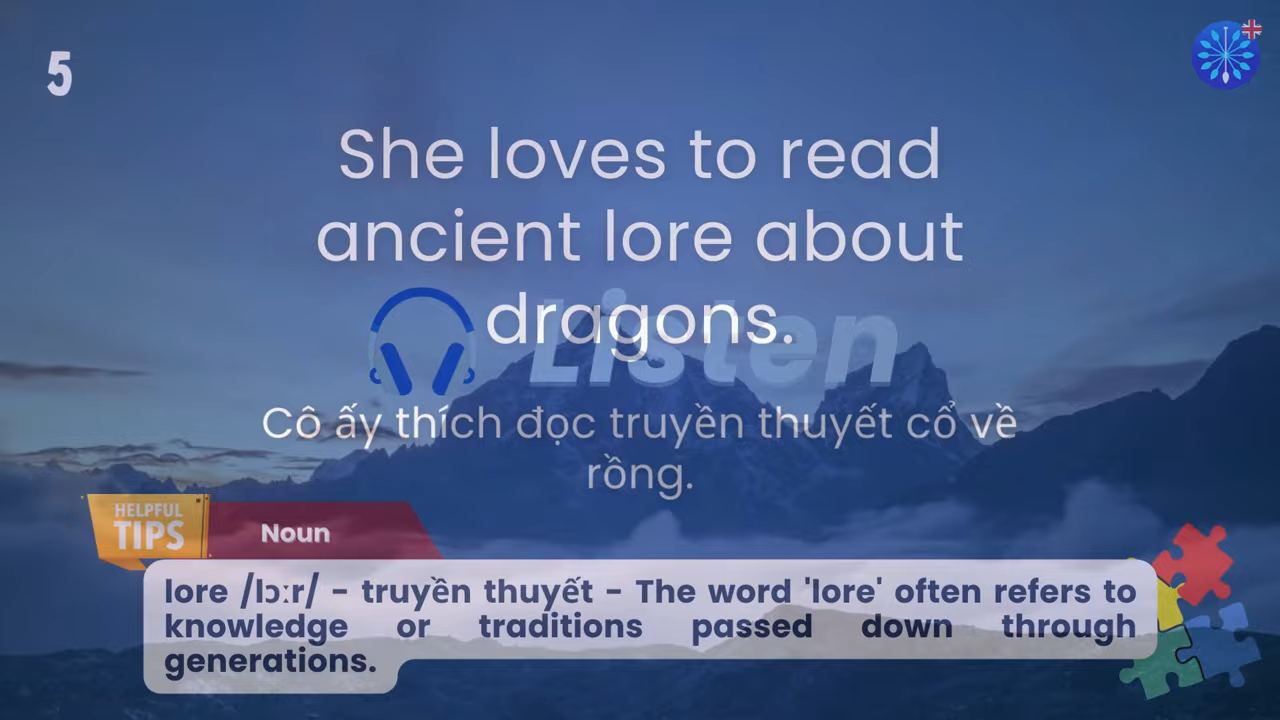 5
She loves to read
ancient lore about
dragons.
Listen
Cô ấy thích đọc truyền thuyết cổ về
rồng.
HELPFUL
TIPS
Noun
lore /lɔːr/ - truyền thuyết - The word 'lore' often refers to
knowledge or traditions passed down through
generations.